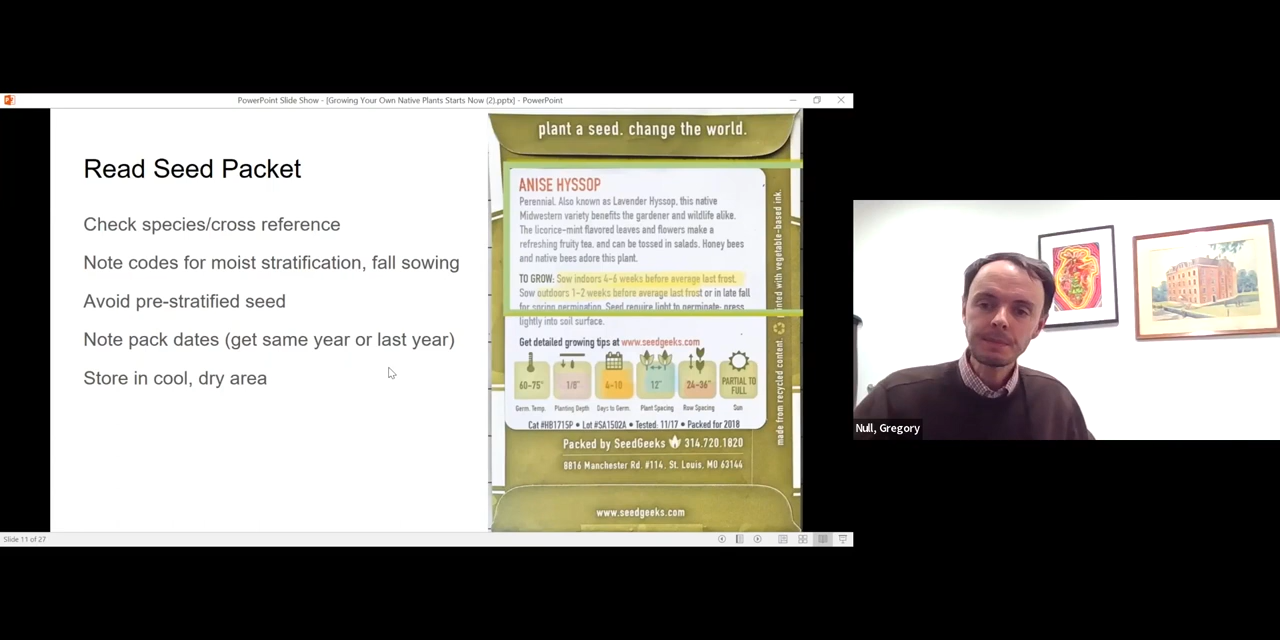 PowerPoint Slide Show - [Growing Your Own Native Plants Starts Now (2).pptx] - PowerPoint
Read Seed Packet
Check species/cross reference
Note codes for moist stratification, fall sowing
Avoid pre-stratified seed
Note pack dates (get same year or last year)
Store in cool, dry area
plant a seed. change the world.
ANISE HYSSOP
Perennial. Also known as Lavender Hyssop, this native
Midwestern variety benefits the gardener and wildlife alike.
The licorice-mint flavored leaves and flowers make a
refreshing fruity tea, and can be tossed in salads. Honey bees
and native bees adore this plant.
TO GROW: Sow indoors 4-6 weeks before average last frost.
Sow outdoors 1-2 weeks before average last frost or in late fall
for spring germination. Seed require light to germinate; press
lightly into soil surface.
Get detailed growing tips at www.seedgeeks.com
60-75° 1/8" 4-10 12" 24-36" PARTIAL TO FULL
Germ. Temp. Planting Depth Days to Germ. Plant Spacing Row Spacing Sun
Cat #HB1715P • Lot #SA1502A • Tested: 11/17 • Packed for 2018
Packed by SeedGeeks 314.720.1820
8816 Manchester Rd. #114, St. Louis, MO 63144
www.seedgeeks.com
made from recycled content. printed with vegetable-based ink.
Null, Gregory
Slide 11 of 27